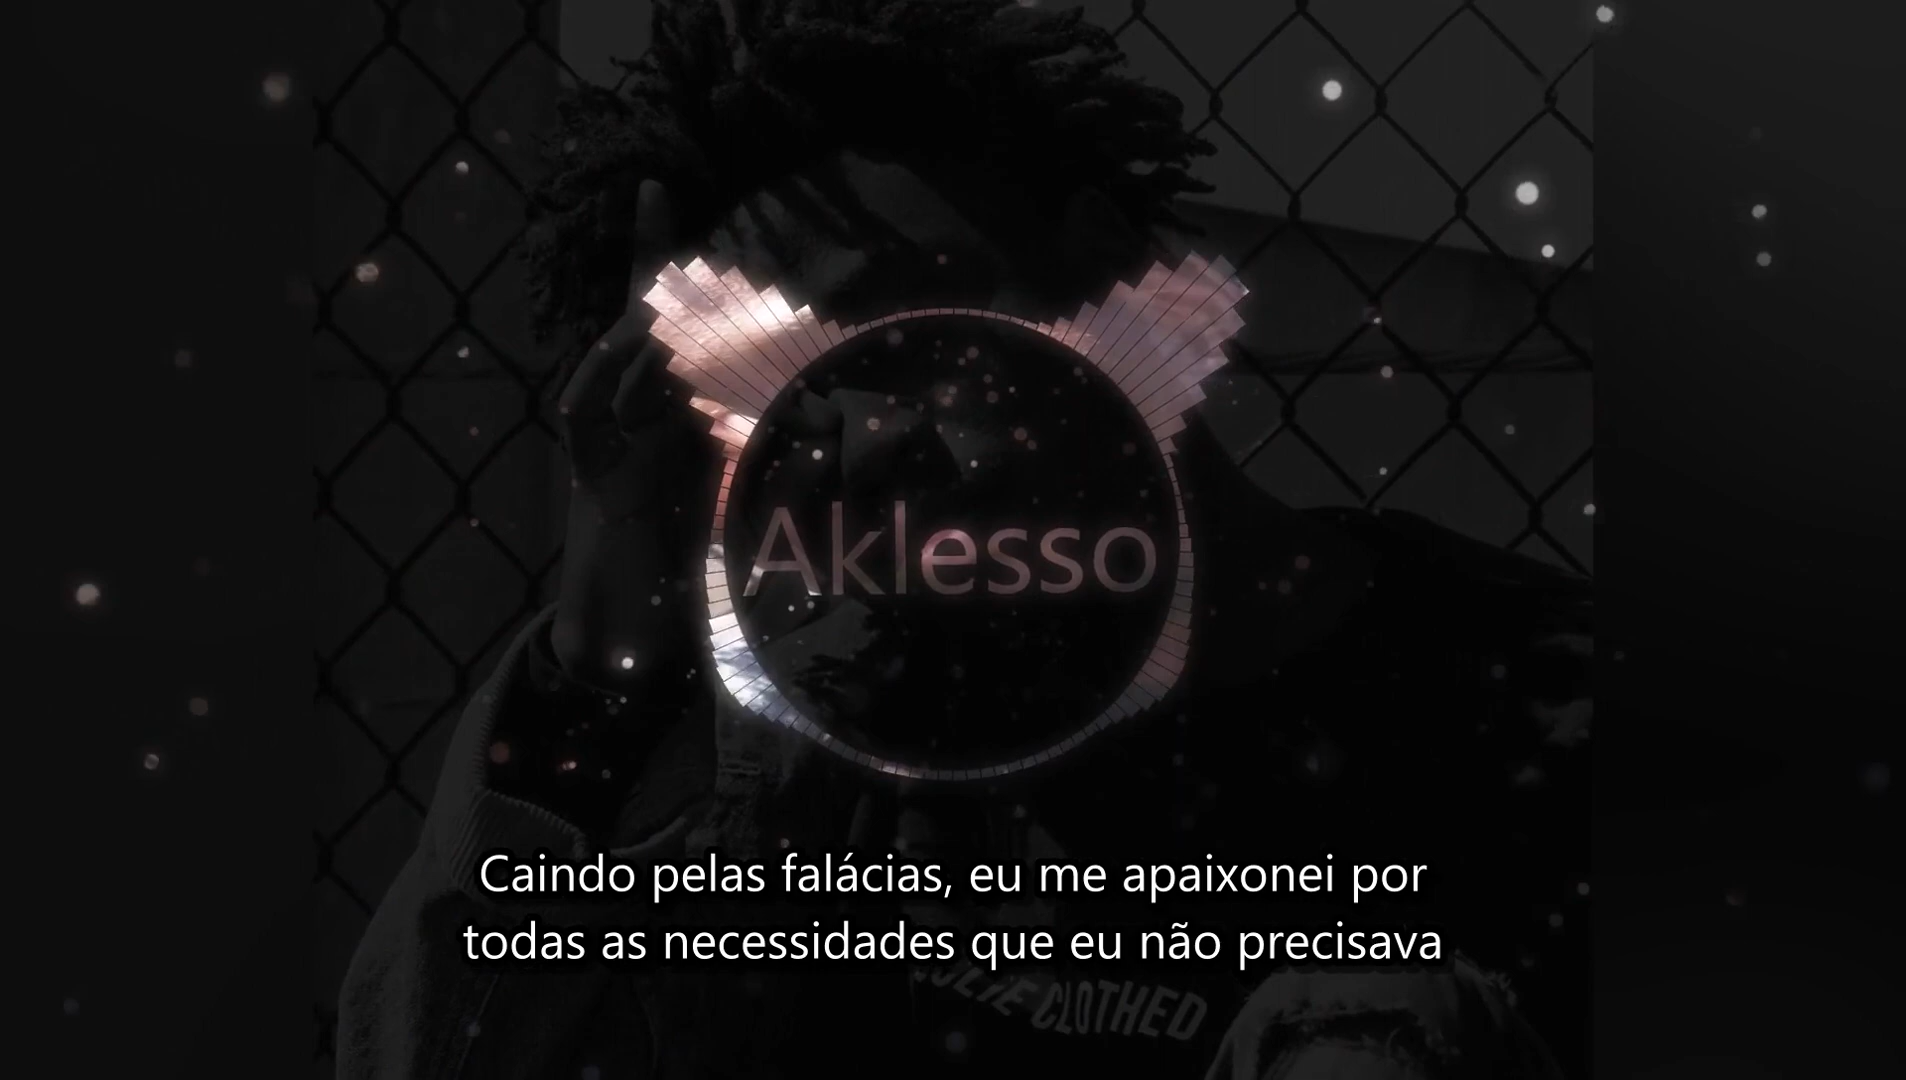 Aklesso
Caindo pelas falácias, eu me apaixonei por
todas as necessidades que eu não precisava
CLOTHED